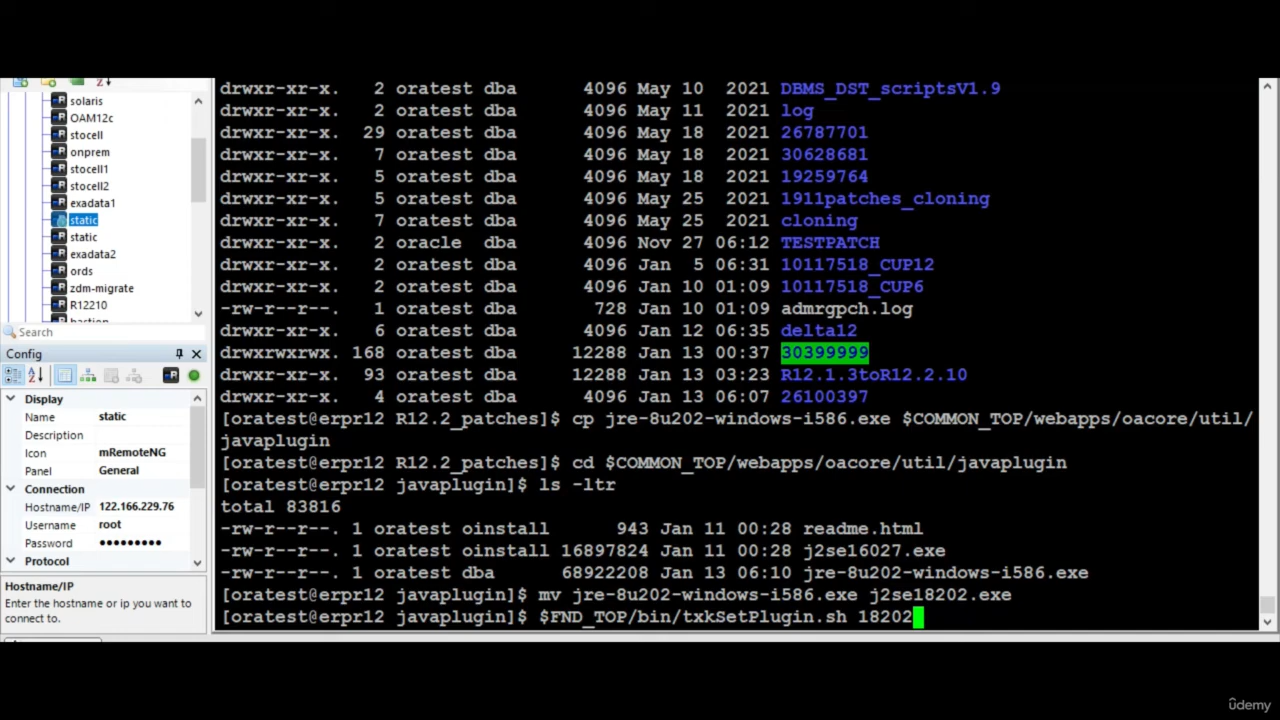 solaris
OAM12c
stocell
onprem
stocell1
stocell2
exadata1
static
static
exadata2
ords
zdm-migrate
R12210
bastion
Search
Config
Display
Name static
Description
Icon mRemoteNG
Panel General
Connection
Hostname/IP 122.166.229.76
Username root
Password ●●●●●●●●●
Protocol
Hostname/IP
Enter the hostname or ip you want to
connect to.
drwxr-xr-x. 2 oratest dba 4096 May 10 2021 DBMS_DST_scriptsV1.9
drwxr-xr-x. 2 oratest dba 4096 May 11 2021 log
drwxr-xr-x. 29 oratest dba 4096 May 18 2021 26787701
drwxr-xr-x. 7 oratest dba 4096 May 18 2021 30628681
drwxr-xr-x. 5 oratest dba 4096 May 18 2021 19259764
drwxr-xr-x. 5 oratest dba 4096 May 25 2021 1911patches_cloning
drwxr-xr-x. 7 oratest dba 4096 May 25 2021 cloning
drwxr-xr-x. 2 oracle dba 4096 Nov 27 06:12 TESTPATCH
drwxr-xr-x. 2 oratest dba 4096 Jan 5 06:31 10117518_CUP12
drwxr-xr-x. 2 oratest dba 4096 Jan 10 01:09 10117518_CUP6
-rw-r--r--. 1 oratest dba 728 Jan 10 01:09 admrgpch.log
drwxr-xr-x. 6 oratest dba 4096 Jan 12 06:35 delta12
drwxrwxrwx. 168 oratest dba 12288 Jan 13 00:37 30399999
drwxr-xr-x. 93 oratest dba 12288 Jan 13 03:23 R12.1.3toR12.2.10
drwxr-xr-x. 4 oratest dba 4096 Jan 13 06:07 26100397
[oratest@erpr12 R12.2_patches]$ cp jre-8u202-windows-i586.exe $COMMON_TOP/webapps/oacore/util/
javaplugin
[oratest@erpr12 R12.2_patches]$ cd $COMMON_TOP/webapps/oacore/util/javaplugin
[oratest@erpr12 javaplugin]$ ls -ltr
total 83816
-rw-r--r--. 1 oratest oinstall 943 Jan 11 00:28 readme.html
-rw-r--r--. 1 oratest oinstall 16897824 Jan 11 00:28 j2se16027.exe
-rw-r--r--. 1 oratest dba 68922208 Jan 13 06:10 jre-8u202-windows-i586.exe
[oratest@erpr12 javaplugin]$ mv jre-8u202-windows-i586.exe j2se18202.exe
[oratest@erpr12 javaplugin]$ $FND_TOP/bin/txkSetPlugin.sh 18202
ûdemy